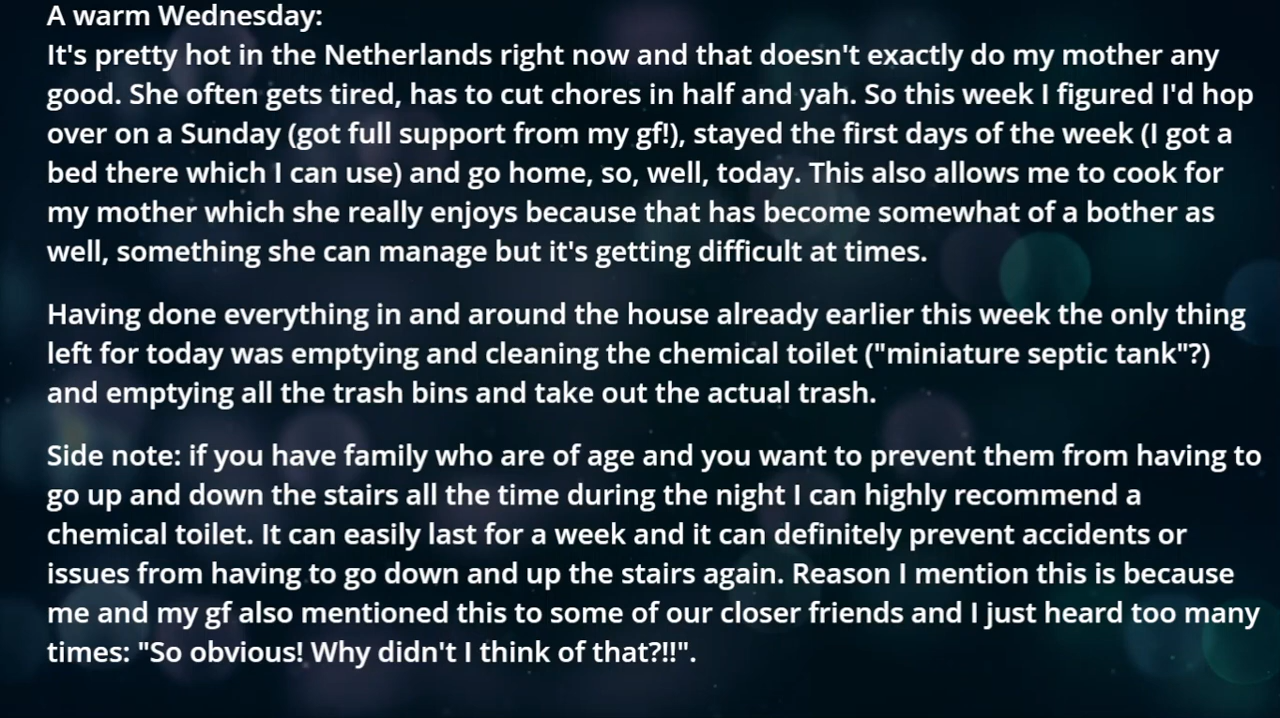 A warm Wednesday:
It's pretty hot in the Netherlands right now and that doesn't exactly do my mother any
good. She often gets tired, has to cut chores in half and yah. So this week I figured I'd hop
over on a Sunday (got full support from my gf!), stayed the first days of the week (I got a
bed there which I can use) and go home, so, well, today. This also allows me to cook for
my mother which she really enjoys because that has become somewhat of a bother as
well, something she can manage but it's getting difficult at times.
Having done everything in and around the house already earlier this week the only thing
left for today was emptying and cleaning the chemical toilet ("miniature septic tank"?)
and emptying all the trash bins and take out the actual trash.
Side note: if you have family who are of age and you want to prevent them from having to
go up and down the stairs all the time during the night I can highly recommend a
chemical toilet. It can easily last for a week and it can definitely prevent accidents or
issues from having to go down and up the stairs again. Reason I mention this is because
me and my gf also mentioned this to some of our closer friends and I just heard too many
times: "So obvious! Why didn't I think of that?!!".